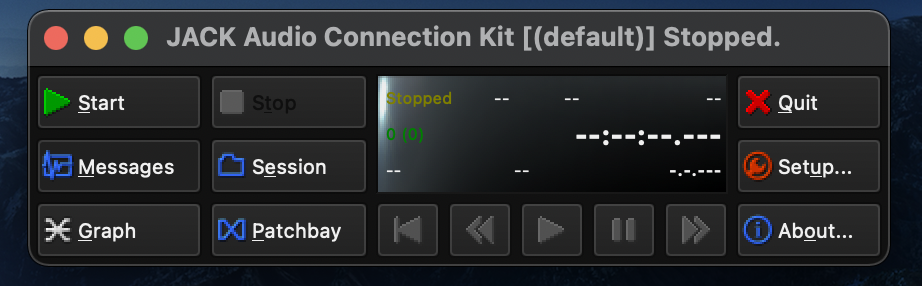 JACK Audio Connection Kit [(default)] Stopped.
Start
Stop
Stopped -- -- --
Quit
Messages
Session
0 (0) --:--:--.---
Setup...
-- -- -.-.---
Graph
Patchbay
About...